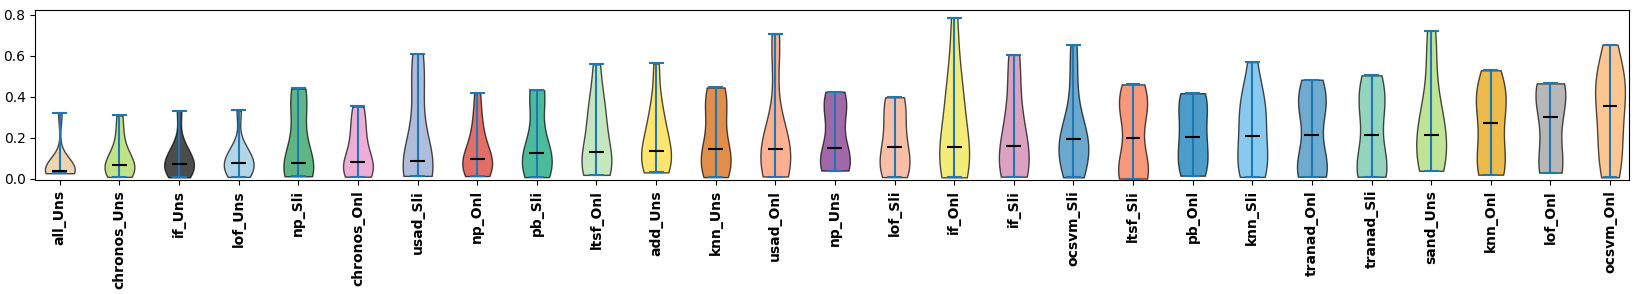 0.8
0.6
0.4
0.2
0.0
all_Uns
chronos_Uns
if_Uns
lof_Uns
np_Sli
chronos_Onl
usad_Sli
np_Onl
pb_Sli
ltsf_Onl
add_Uns
knn_Uns
usad_Onl
np_Uns
lof_Sli
if_Onl
if_Sli
ocsvm_Sli
ltsf_Sli
pb_Onl
knn_Sli
tranad_Onl
tranad_Sli
sand_Uns
knn_Onl
lof_Onl
ocsvm_Onl